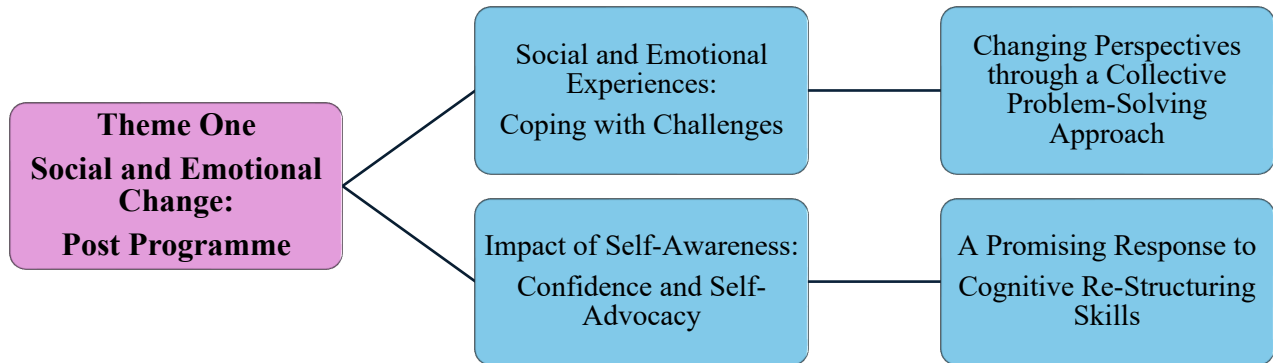 Theme One
Social and Emotional
Change:
Post Programme
Social and Emotional
Experiences:
Coping with Challenges
Changing Perspectives
through a Collective
Problem-Solving
Approach
Impact of Self-Awareness:
Confidence and Self-
Advocacy
A Promising Response to
Cognitive Re-Structuring
Skills